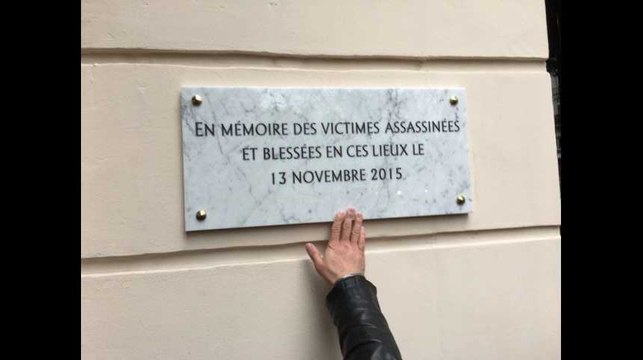 EN MÉMOIRE DES VICTIMES ASSASSINÉES
ET BLESSÉES EN CES LIEUX LE
13 NOVEMBRE 2015